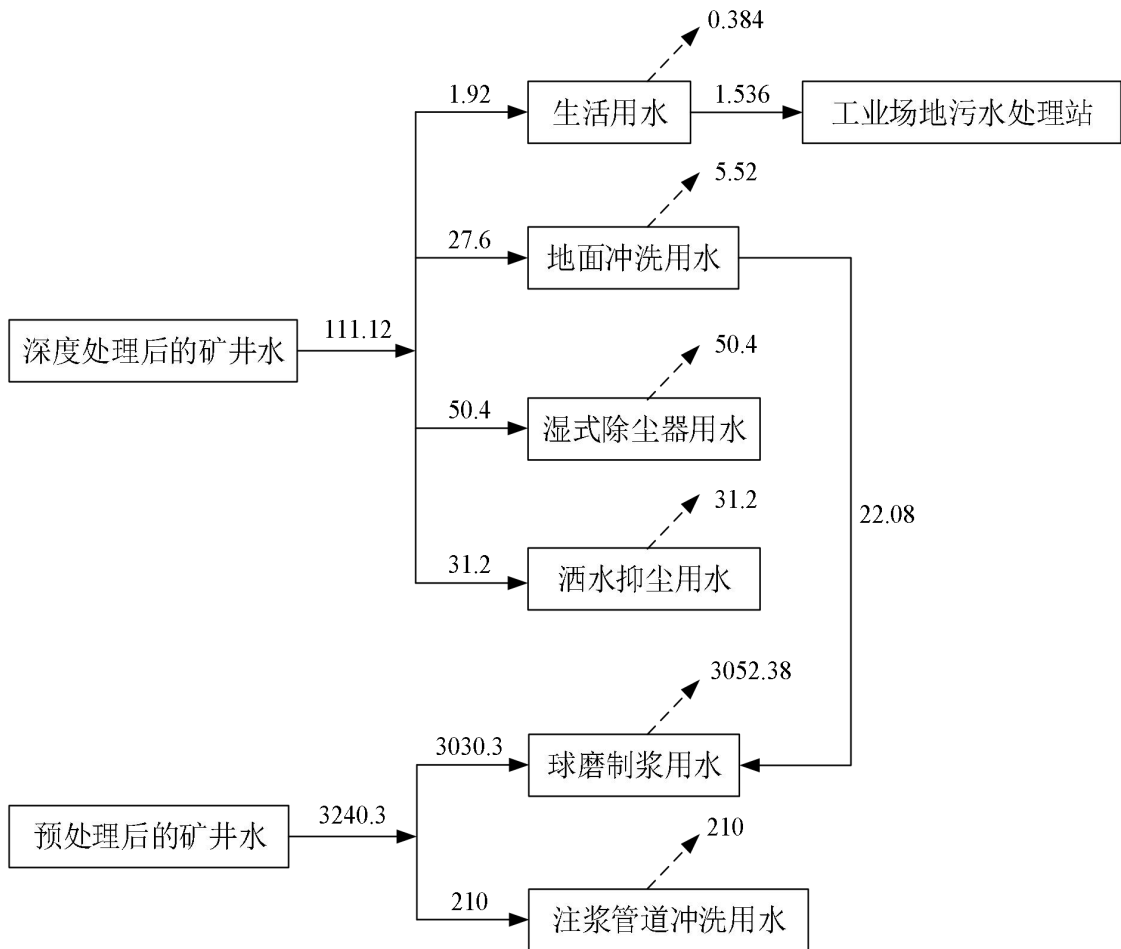 0.384
1.92
生活用水
1.536
工业场地污水处理站
5.52
27.6
地面冲洗用水
深度处理后的矿井水
111.12
50.4
50.4
湿式除尘器用水
31.2
22.08
31.2
洒水抑尘用水
3052.38
3030.3
球磨制浆用水
预处理后的矿井水
3240.3
210
210
注浆管道冲洗用水